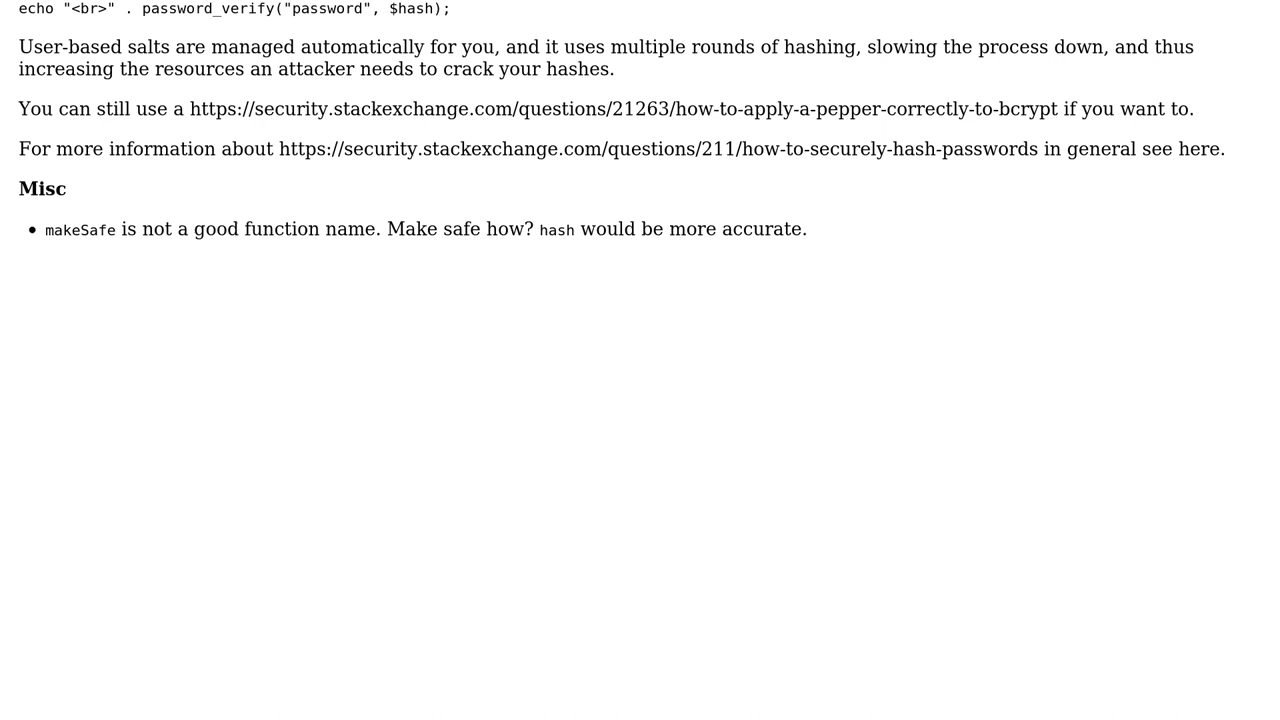 echo "<br>" . password_verify("password", $hash);
User-based salts are managed automatically for you, and it uses multiple rounds of hashing, slowing the process down, and thus
increasing the resources an attacker needs to crack your hashes.
You can still use a https://security.stackexchange.com/questions/21263/how-to-apply-a-pepper-correctly-to-bcrypt if you want to.
For more information about https://security.stackexchange.com/questions/211/how-to-securely-hash-passwords in general see here.
Misc
• makeSafe is not a good function name. Make safe how? hash would be more accurate.